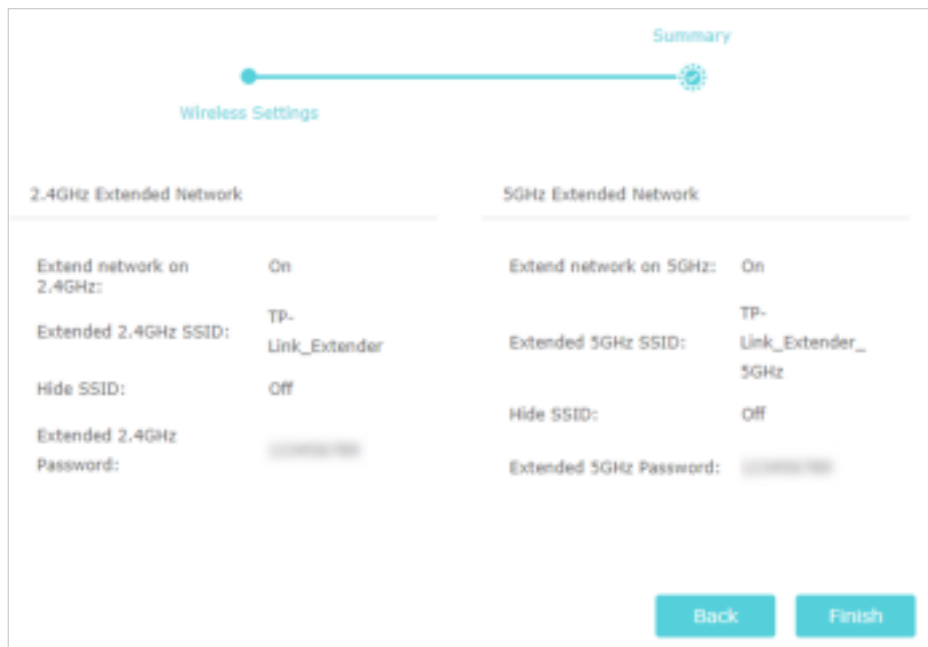 Summary
Wireless Settings
2.4GHz Extended Network
Extend network on
2.4GHz:
On
Extended 2.4GHz SSID:
TP-
Link_Extender
Hide SSID:
Off
Extended 2.4GHz
Password:
5GHz Extended Network
Extend network on 5GHz:
On
Extended 5GHz SSID:
TP-
Link_Extender_
5GHz
Hide SSID:
Off
Extended 5GHz Password:
Back
Finish